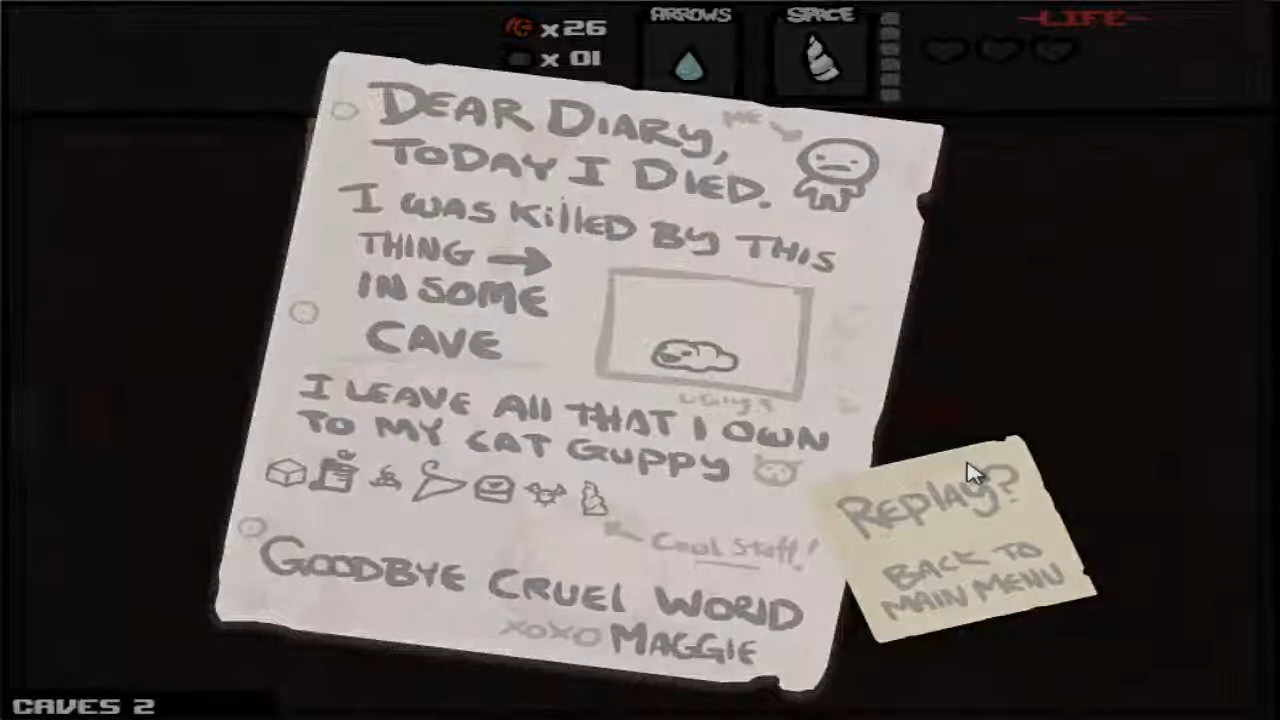 ARROWS
SPACE
LIFE
x26
x 01
DEAR DIARY,
ME
TODAY I DIED.
I WAS KILLED BY THIS
THING
IN SOME
CAVE
I LEAVE ALL THAT I OWN
TO MY CAT GUPPY
Cool Stuff!
GOODBYE CRUEL WORLD
XOXO MAGGIE
REPLAY?
BACK TO
MAIN MENU
CAVES 2